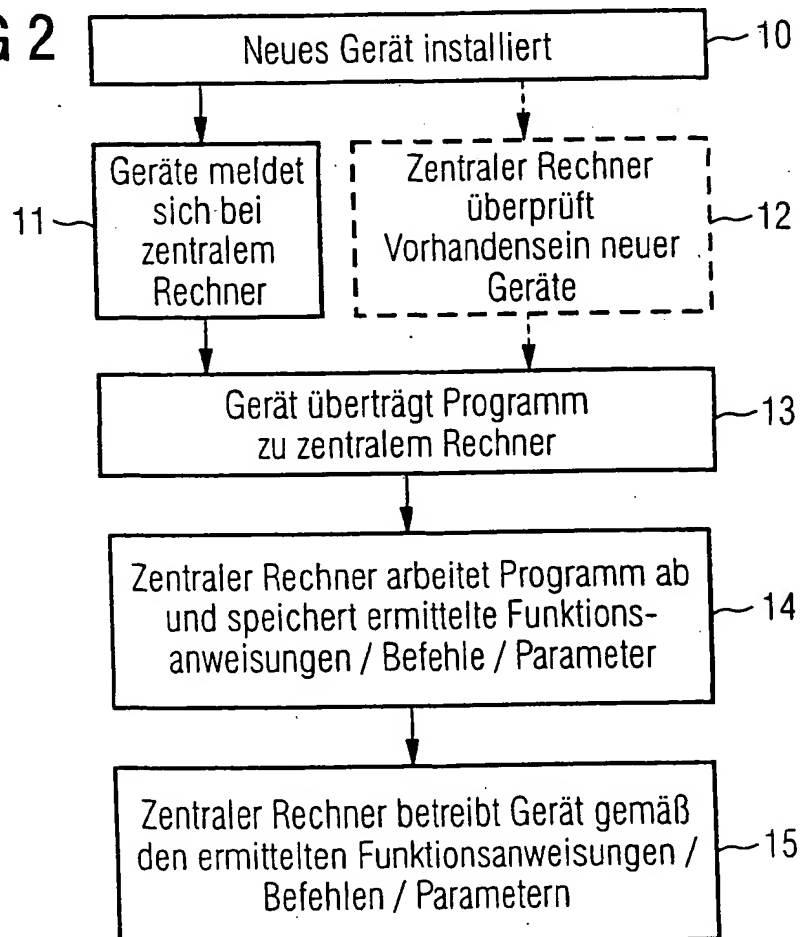 G 2
Neues Gerät installiert
10
Geräte meldet
sich bei
zentralem
Rechner
11
Zentraler Rechner
überprüft
Vorhandensein neuer
Geräte
12
Gerät überträgt Programm
zu zentralem Rechner
13
Zentraler Rechner arbeitet Programm ab
und speichert ermittelte Funktions-
anweisungen / Befehle / Parameter
14
Zentraler Rechner betreibt Gerät gemäß
den ermittelten Funktionsanweisungen /
Befehlen / Parametern
15